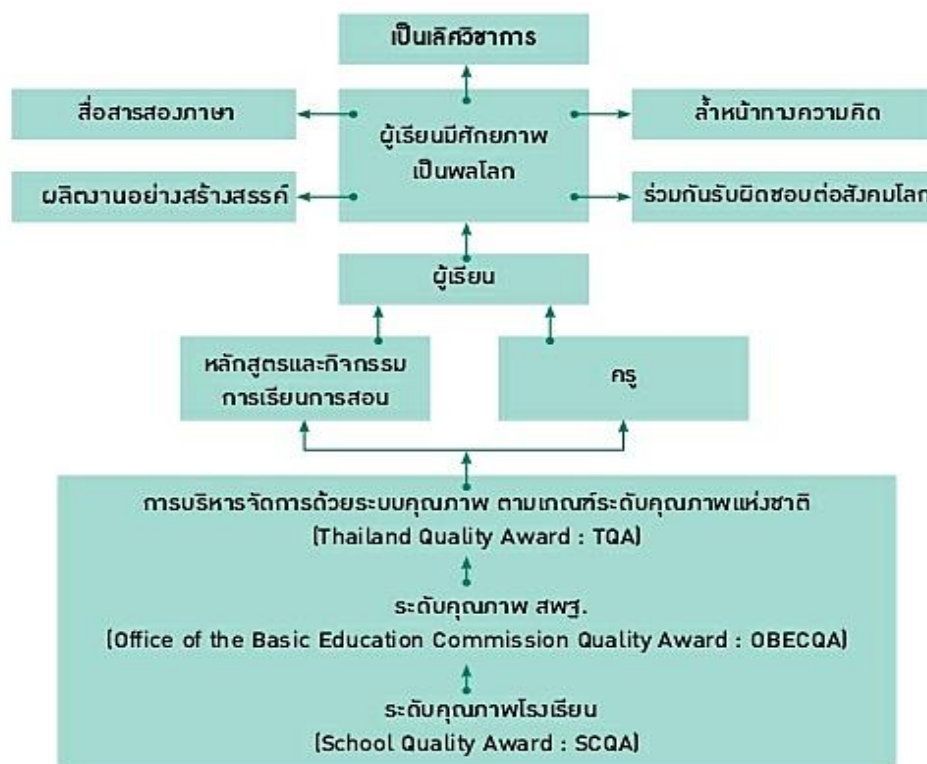 เป็นเลิศวิชาการ
สื่อสารสองภาษา
ผู้เรียนมีศักยภาพ
เป็นพลโลก
ล้ำหน้าทางความคิด
ผลิตงานอย่างสร้างสรรค์
ร่วมกันรับผิดชอบต่อสังคมโลก
ผู้เรียน
หลักสูตรและกิจกรรม
การเรียนการสอน
ครู
การบริหารจัดการด้วยระบบคุณภาพ ตามเกณฑ์ระดับคุณภาพแห่งชาติ
(Thailand Quality Award : TQA)
ระดับคุณภาพ สพฐ.
(Office of the Basic Education Commission Quality Award : OBECQA)
ระดับคุณภาพโรงเรียน
(School Quality Award : SCQA)